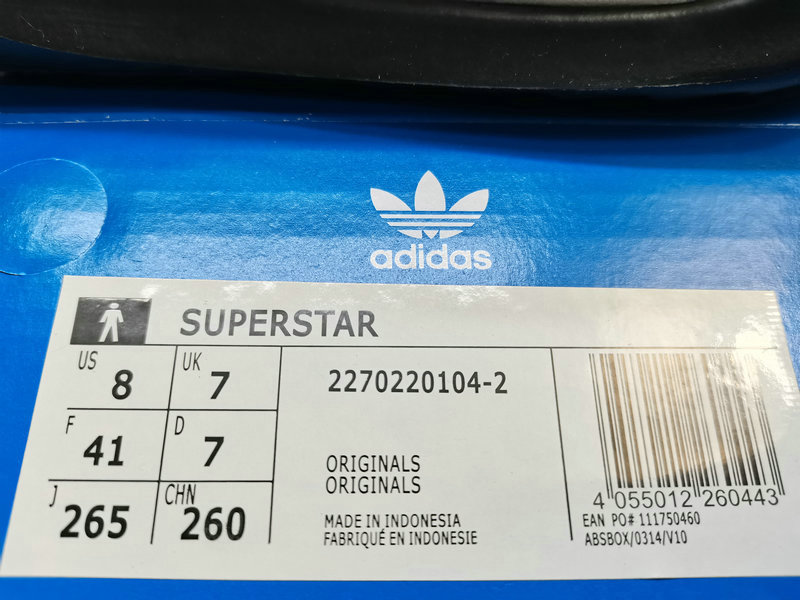 adidas
SUPERSTAR
US 8 UK 7
F 41 D 7
J 265 CHN 260
2270220104-2
ORIGINALS
ORIGINALS
MADE IN INDONESIA
FABRIQUÉ EN INDONESIE
4 055012 260443
EAN PO# 111750460
ABSBOX/0314/V10